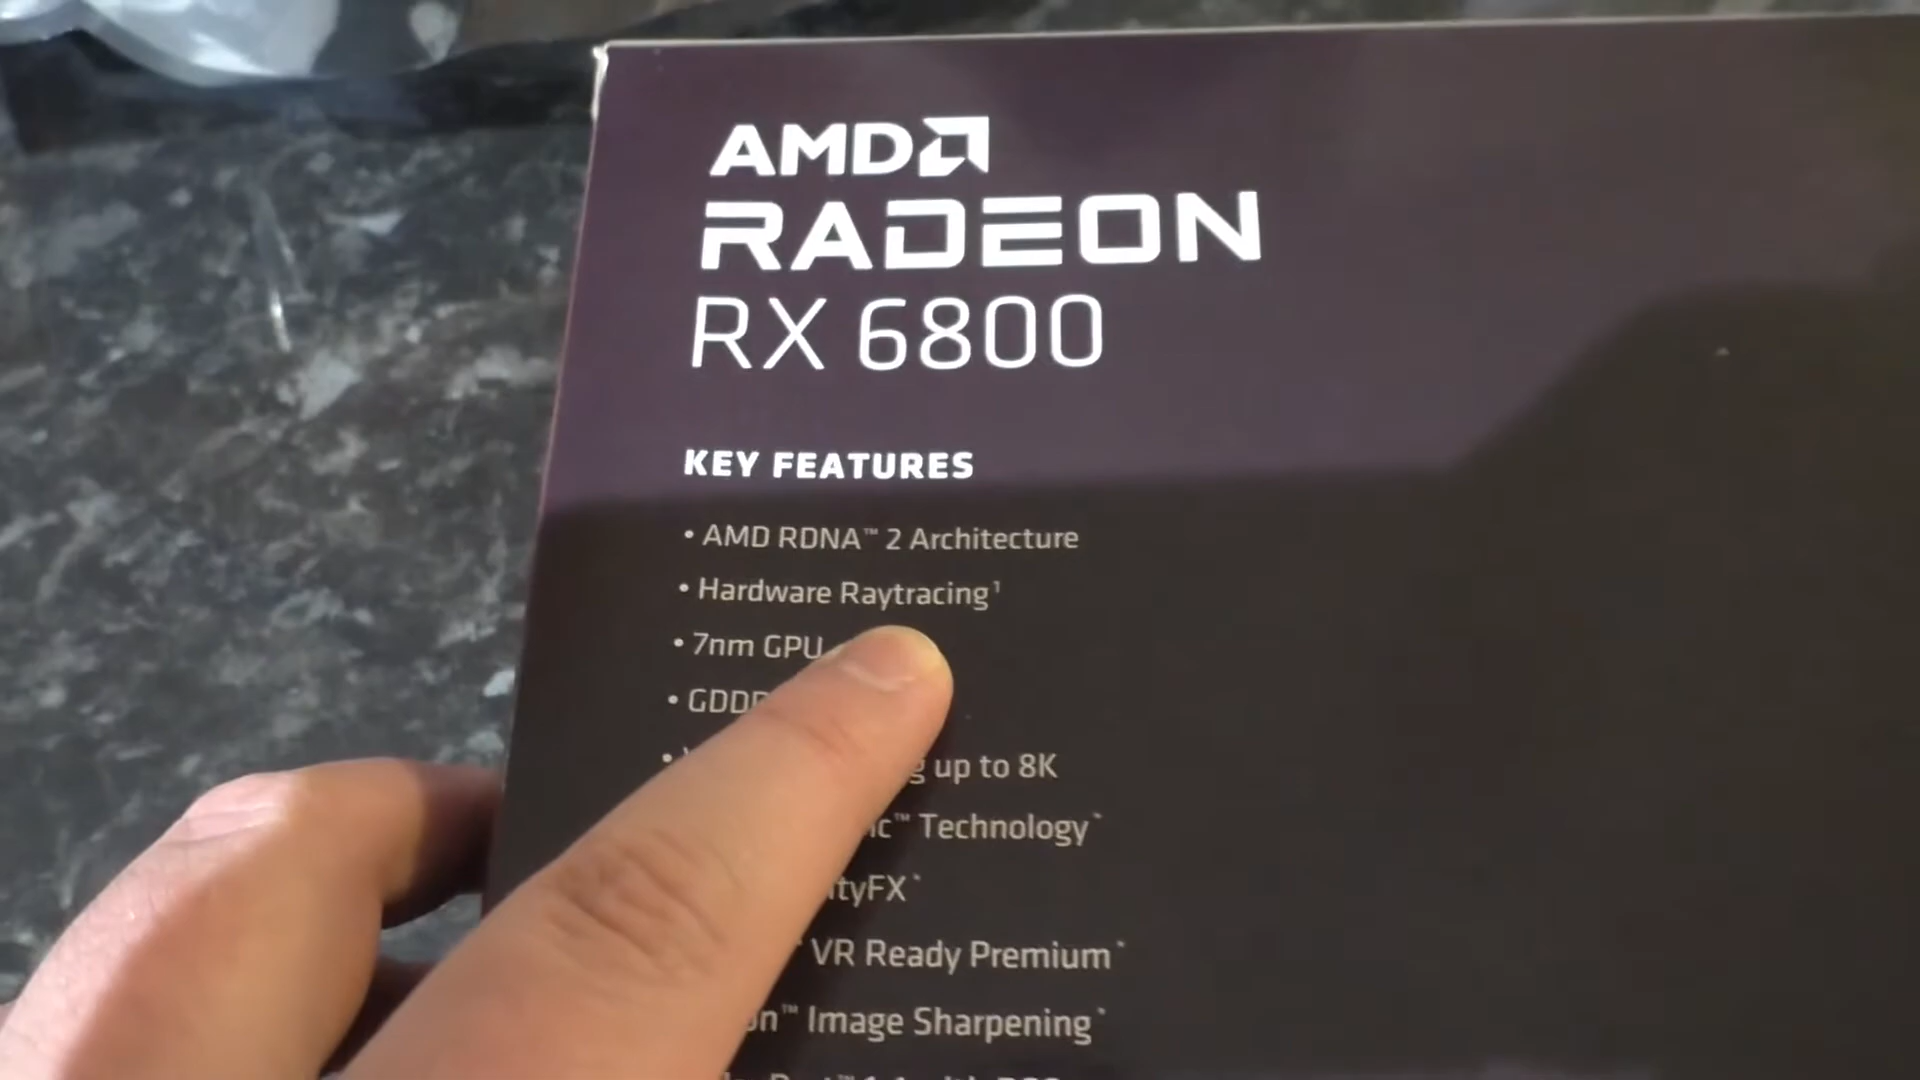 AMD
RADEON
RX 6800
KEY FEATURES
• AMD RDNA™ 2 Architecture
• Hardware Raytracing¹
• 7nm GPU
•
• up to 8K
Technology*
VR Ready Premium*
Image Sharpening*